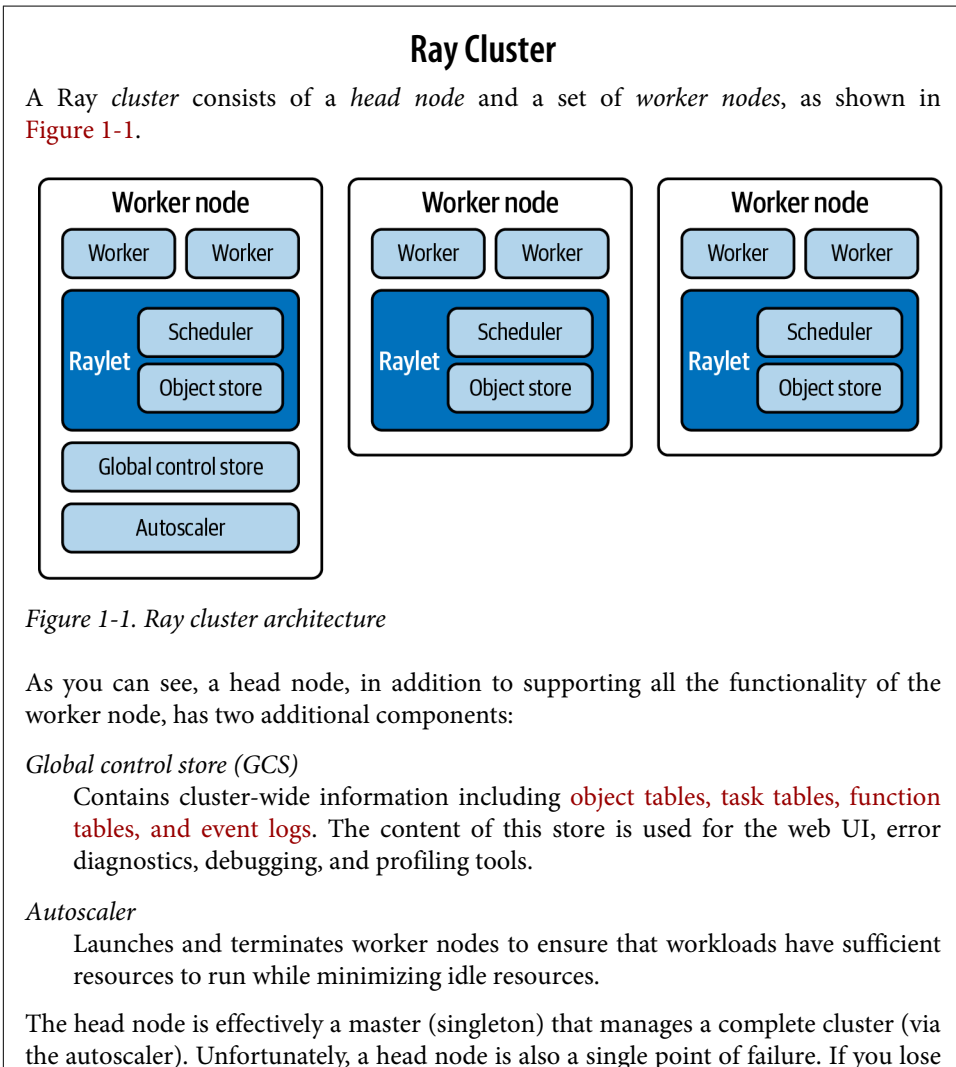 Ray Cluster
A Ray cluster consists of a head node and a set of worker nodes, as shown in
Figure 1-1.
Worker node
Worker Worker
Raylet
Scheduler
Object store
Global control store
Autoscaler
Worker node
Worker Worker
Raylet
Scheduler
Object store
Worker node
Worker Worker
Raylet
Scheduler
Object store
Figure 1-1. Ray cluster architecture
As you can see, a head node, in addition to supporting all the functionality of the
worker node, has two additional components:
Global control store (GCS)
Contains cluster-wide information including object tables, task tables, function
tables, and event logs. The content of this store is used for the web UI, error
diagnostics, debugging, and profiling tools.
Autoscaler
Launches and terminates worker nodes to ensure that workloads have sufficient
resources to run while minimizing idle resources.
The head node is effectively a master (singleton) that manages a complete cluster (via
the autoscaler). Unfortunately, a head node is also a single point of failure. If you lose